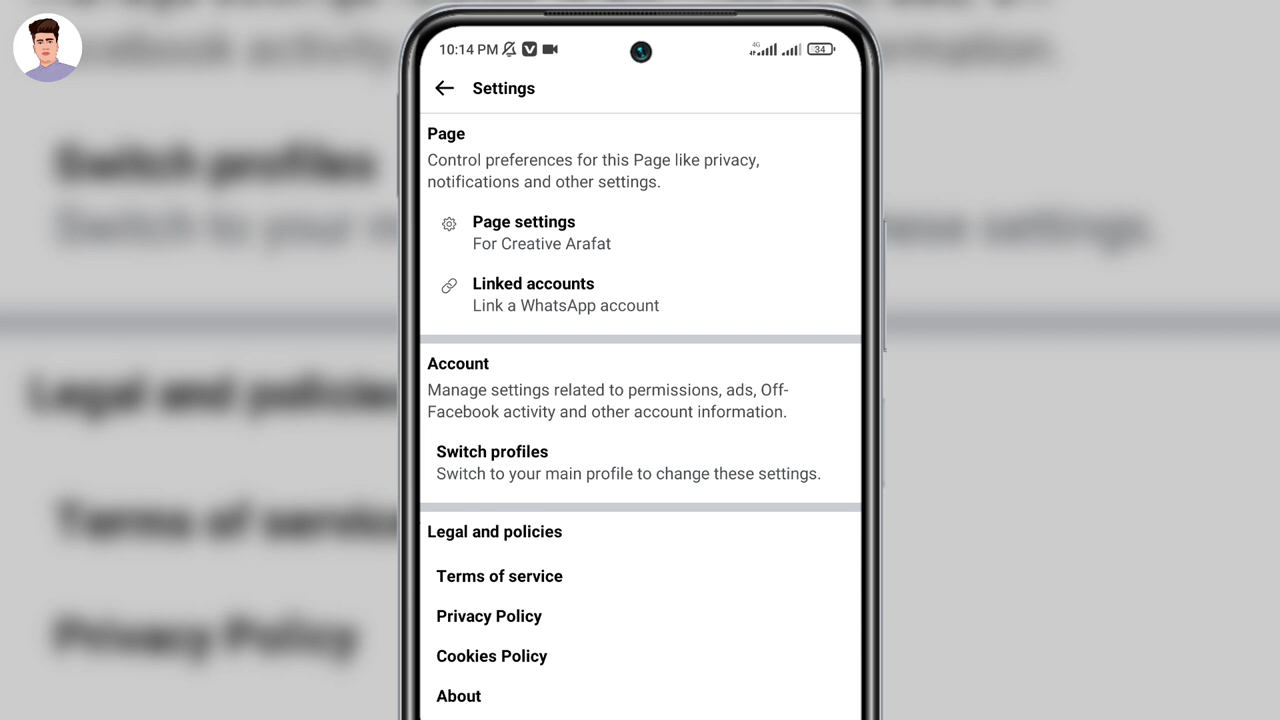 10:14 PM
4G
34
Settings
Page
Control preferences for this Page like privacy,
notifications and other settings.
Page settings
For Creative Arafat
Linked accounts
Link a WhatsApp account
Account
Manage settings related to permissions, ads, Off-
Facebook activity and other account information.
Switch profiles
Switch to your main profile to change these settings.
Legal and policies
Terms of service
Privacy Policy
Cookies Policy
About